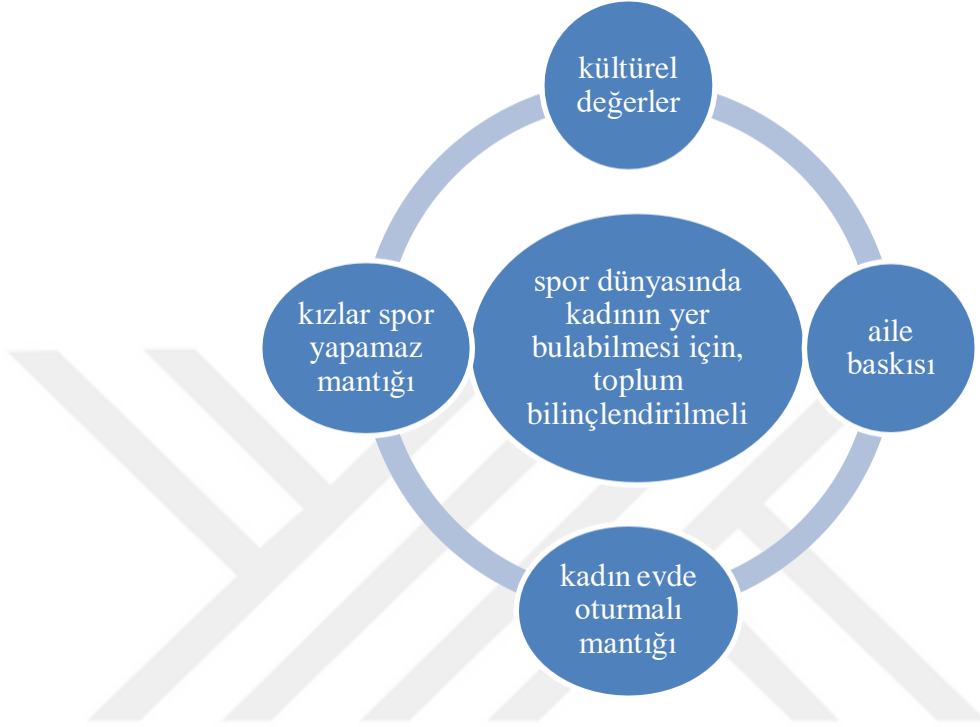 kültürel
değerler
spor dünyasında
kadının yer
bulabilmesi için,
toplum
bilinçlendirilmeli
kızlar spor
yapamaz
mantığı
aile
baskısı
kadın evde
oturmalı
mantığı